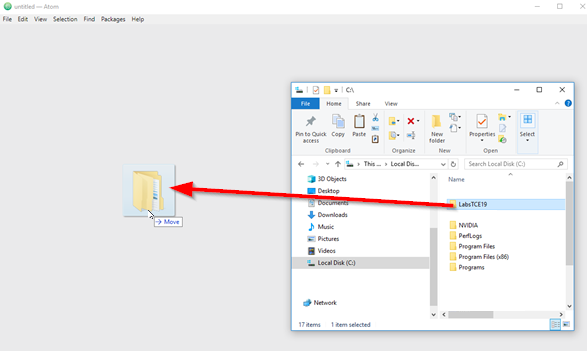 untitled — Atom
File Edit View Selection Find Packages Help
C:\
File Home Share View
Pin to Quick access
Copy
Paste
New folder
Properties
Select
Clipboard
Organize
New
Open
This ... › Local Dis...
Search Local Disk (C:)
3D Objects
Desktop
Documents
Downloads
Music
Pictures
Videos
Local Disk (C:)
Network
Name
LabsTCE19
NVIDIA
PerfLogs
Program Files
Program Files (x86)
Programs
17 items 1 item selected
Move